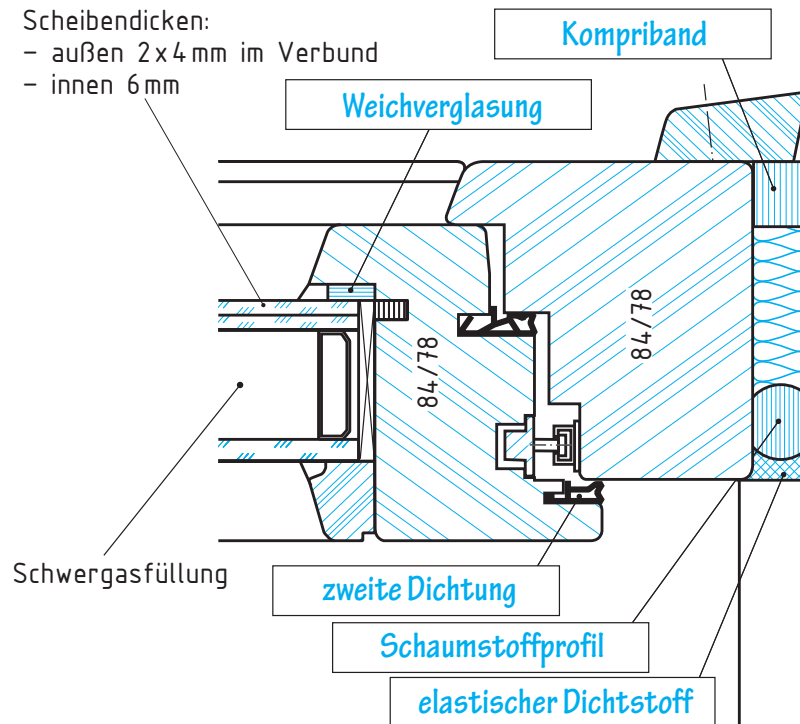 Scheibendicken:
– außen 2x4mm im Verbund
– innen 6mm
Kompriband
Weichverglasung
84/78
84/78
Schwergasfüllung
zweite Dichtung
Schaumstoffprofil
elastischer Dichtstoff